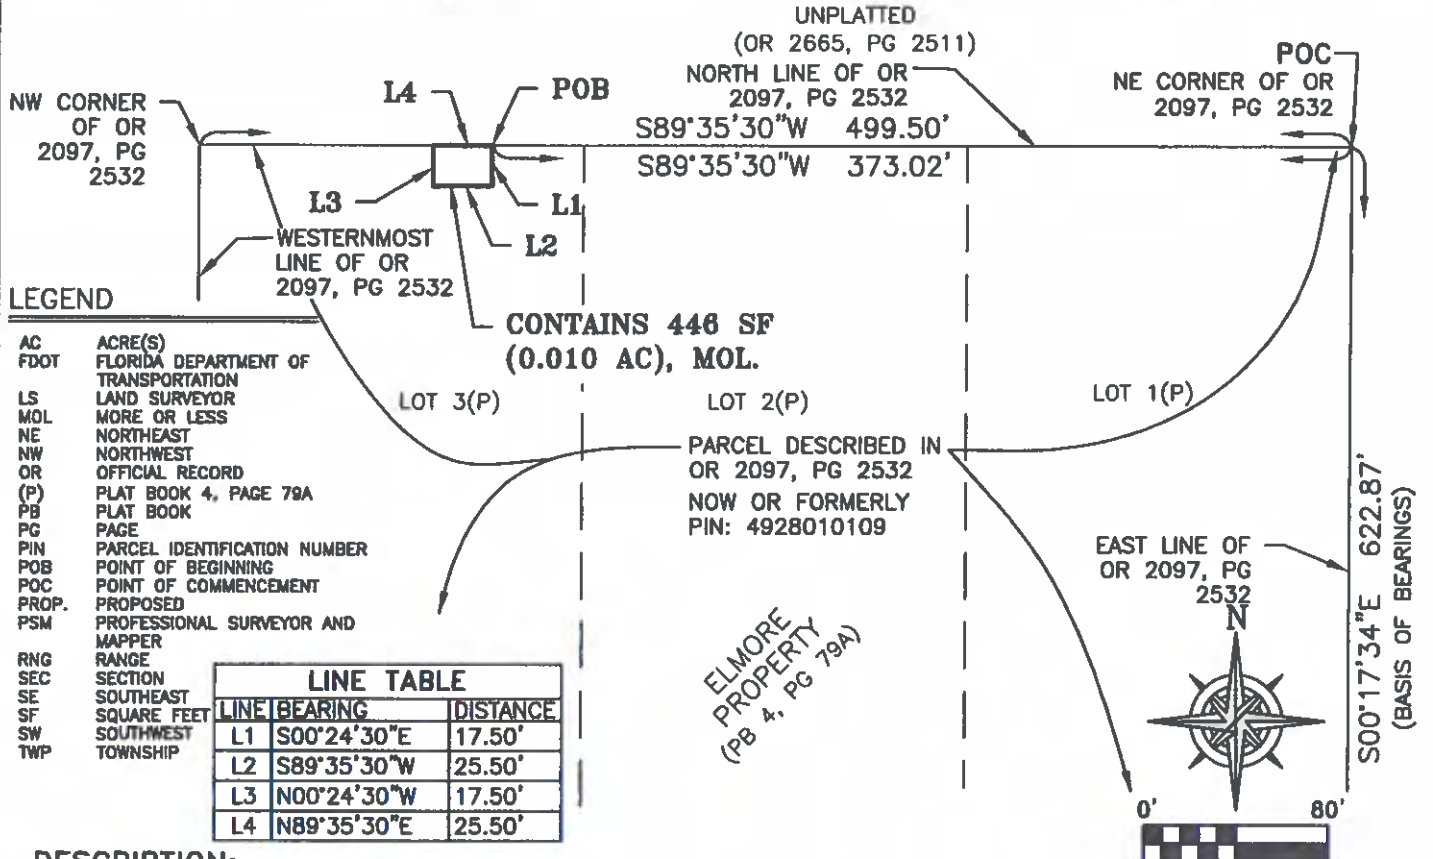 UNPLATTED
(OR 2665, PG 2511)
NORTH LINE OF OR
2097, PG 2532
POC
NE CORNER OF OR
2097, PG 2532
NW CORNER
OF OR
2097, PG
2532
L4
POB
S89°35'30"W 499.50'
S89°35'30"W 373.02'
L3
L1
L2
WESTERNMOST
LINE OF OR
2097, PG 2532
CONTAINS 446 SF
(0.010 AC), MOL.
LOT 3(P)
LOT 2(P)
LOT 1(P)
PARCEL DESCRIBED IN
OR 2097, PG 2532
NOW OR FORMERLY
PIN: 4928010109
EAST LINE OF
OR 2097, PG
2532
S00°17'34"E 622.87'
(BASIS OF BEARINGS)
ELMORE
PROPERTY
(PB 4, PG 79A)
N
0' 80'
LEGEND
AC ACRE(S)
FDOT FLORIDA DEPARTMENT OF
TRANSPORTATION
LS LAND SURVEYOR
MOL MORE OR LESS
NE NORTHEAST
NW NORTHWEST
OR OFFICIAL RECORD
(P) PLAT BOOK 4, PAGE 79A
PB PLAT BOOK
PG PAGE
PIN PARCEL IDENTIFICATION NUMBER
POB POINT OF BEGINNING
POC POINT OF COMMENCEMENT
PROP. PROPOSED
PSM PROFESSIONAL SURVEYOR AND
MAPPER
RNG RANGE
SEC SECTION
SE SOUTHEAST
SF SQUARE FEET
SW SOUTHWEST
TWP TOWNSHIP
LINE TABLE
LINE BEARING DISTANCE
L1 S00°24'30"E 17.50'
L2 S89°35'30"W 25.50'
L3 N00°24'30"W 17.50'
L4 N89°35'30"E 25.50'
DESCRIPTION: